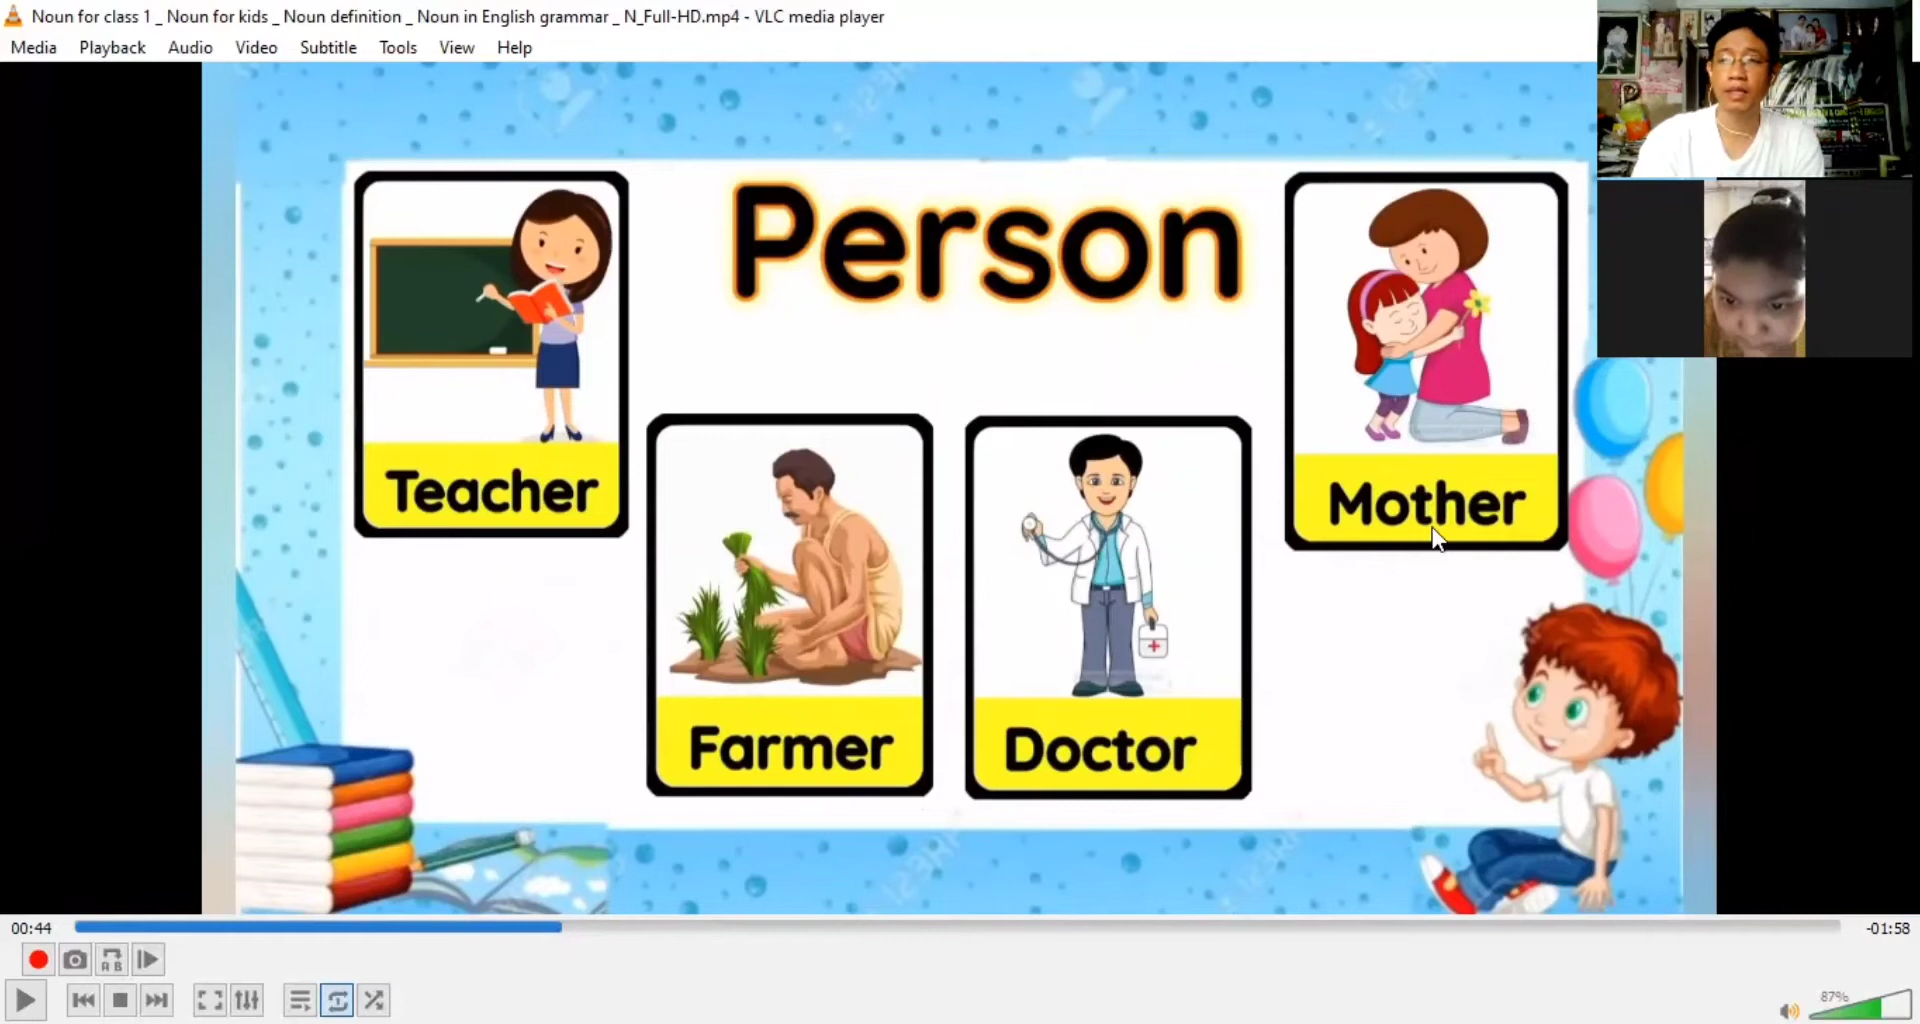 Noun for class 1 _ Noun for kids _ Noun definition _ Noun in English grammar _ N_Full-HD.mp4 - VLC media player
Media Playback Audio Video Subtitle Tools View Help
Person
Teacher
Mother
Farmer
Doctor
00:44
-01:58
87%